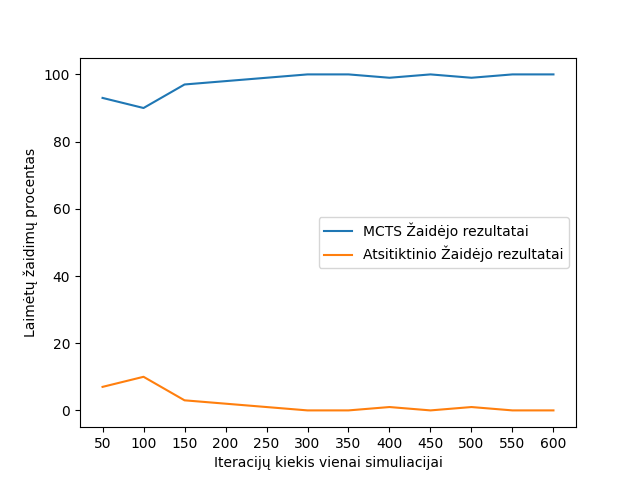 100
80
60
40
20
0
Laimėtų žaidimų procentas
MCTS Žaidėjo rezultatai
Atsitiktinio Žaidėjo rezultatai
50 100 150 200 250 300 350 400 450 500 550 600
Iteracijų kiekis vienai simuliacijai